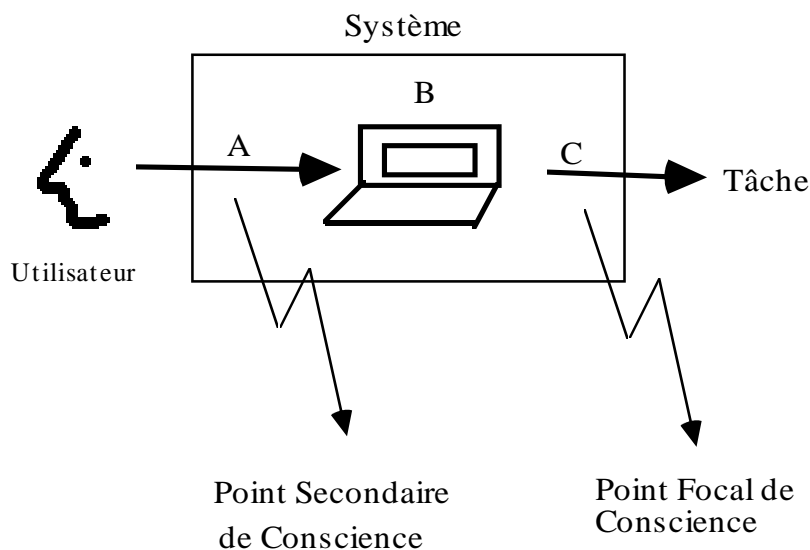 Système
B
A
C
Tâche
Utilisateur
Point Secondaire
de Conscience
Point Focal de
Conscience